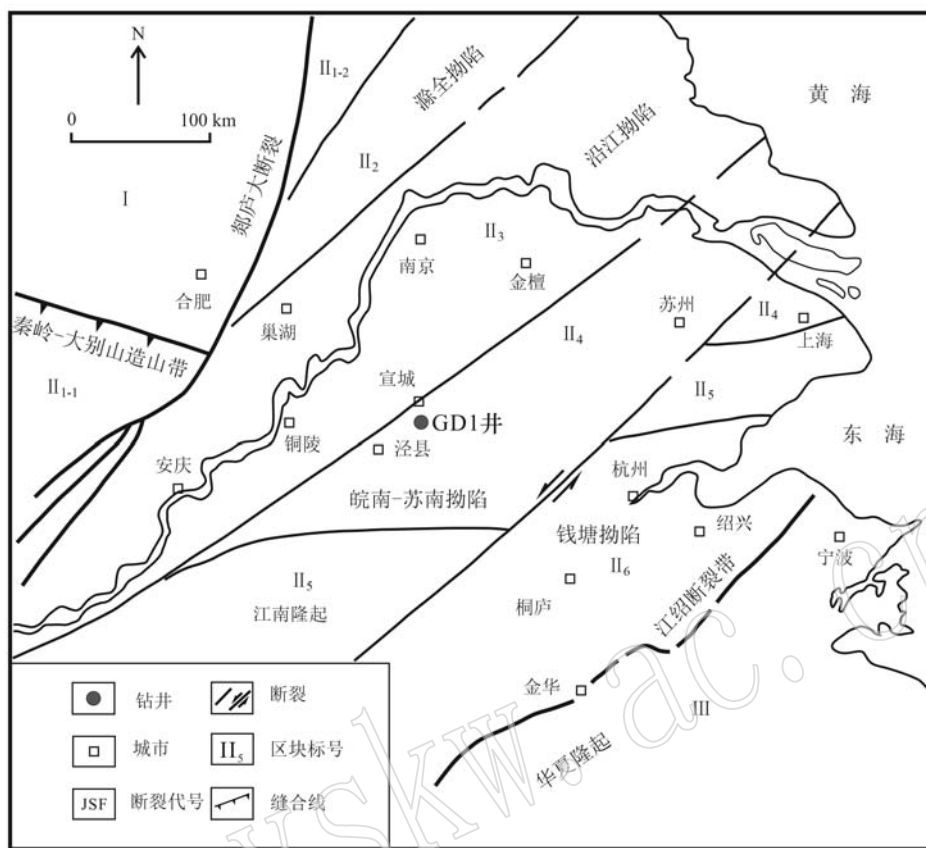 N
0 100 km
郯庐大断裂
II₁₋₂
滁全拗陷
II₂
沿江拗陷
黄 海
I
合肥
巢湖
南京
II₃
金檀
苏州
II₄
上海
II₄
秦岭-大别山造山带
II₁₋₁
宣城
GD1井
泾县
铜陵
安庆
II₅
东 海
皖南-苏南拗陷
杭州
绍兴
宁波
钱塘拗陷
II₆
桐庐
II₅
江南隆起
江绍断裂带
金华
III
华夏隆起
钻井
断裂
城市
II₅
区块标号
JSF
断裂代号
缝合线
yskw.ac.cn